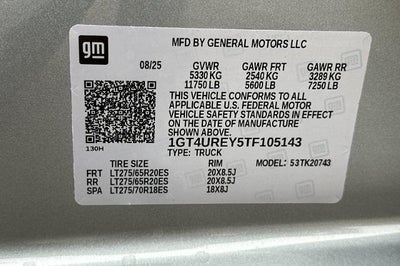 gm
MFD BY GENERAL MOTORS LLC
08/25 GVWR GAWR FRT GAWR RR
5330 KG 2540 KG 3289 KG
11750 LB 5600 LB 7250 LB
THIS VEHICLE CONFORMS TO ALL
APPLICABLE U.S. FEDERAL MOTOR
VEHICLE SAFETY STANDARDS IN EFFECT
ON THE DATE OF MANUFACTURE
SHOWN ABOVE.
130H 1GT4UREY5TF105143
TYPE: TRUCK MODEL: 53TK20743
TIRE SIZE RIM
FRT LT275/65R20ES 20X8.5J
RR LT275/65R20ES 20X8.5J
SPA LT275/70R18ES 18X8J